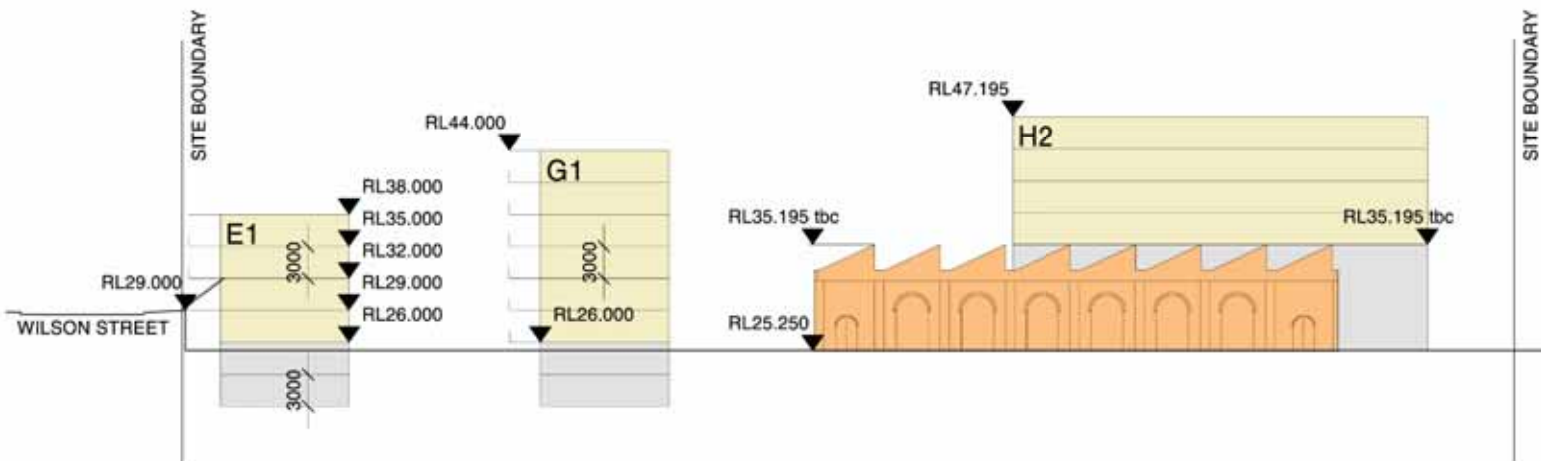 SITE BOUNDARY
SITE BOUNDARY
RL47.195
RL44.000
H2
G1
RL38.000
RL35.000
RL35.195 tbc
RL35.195 tbc
E1
RL32.000
3000
3000
RL29.000
RL29.000
WILSON STREET
RL26.000
RL26.000
RL25.250
3000